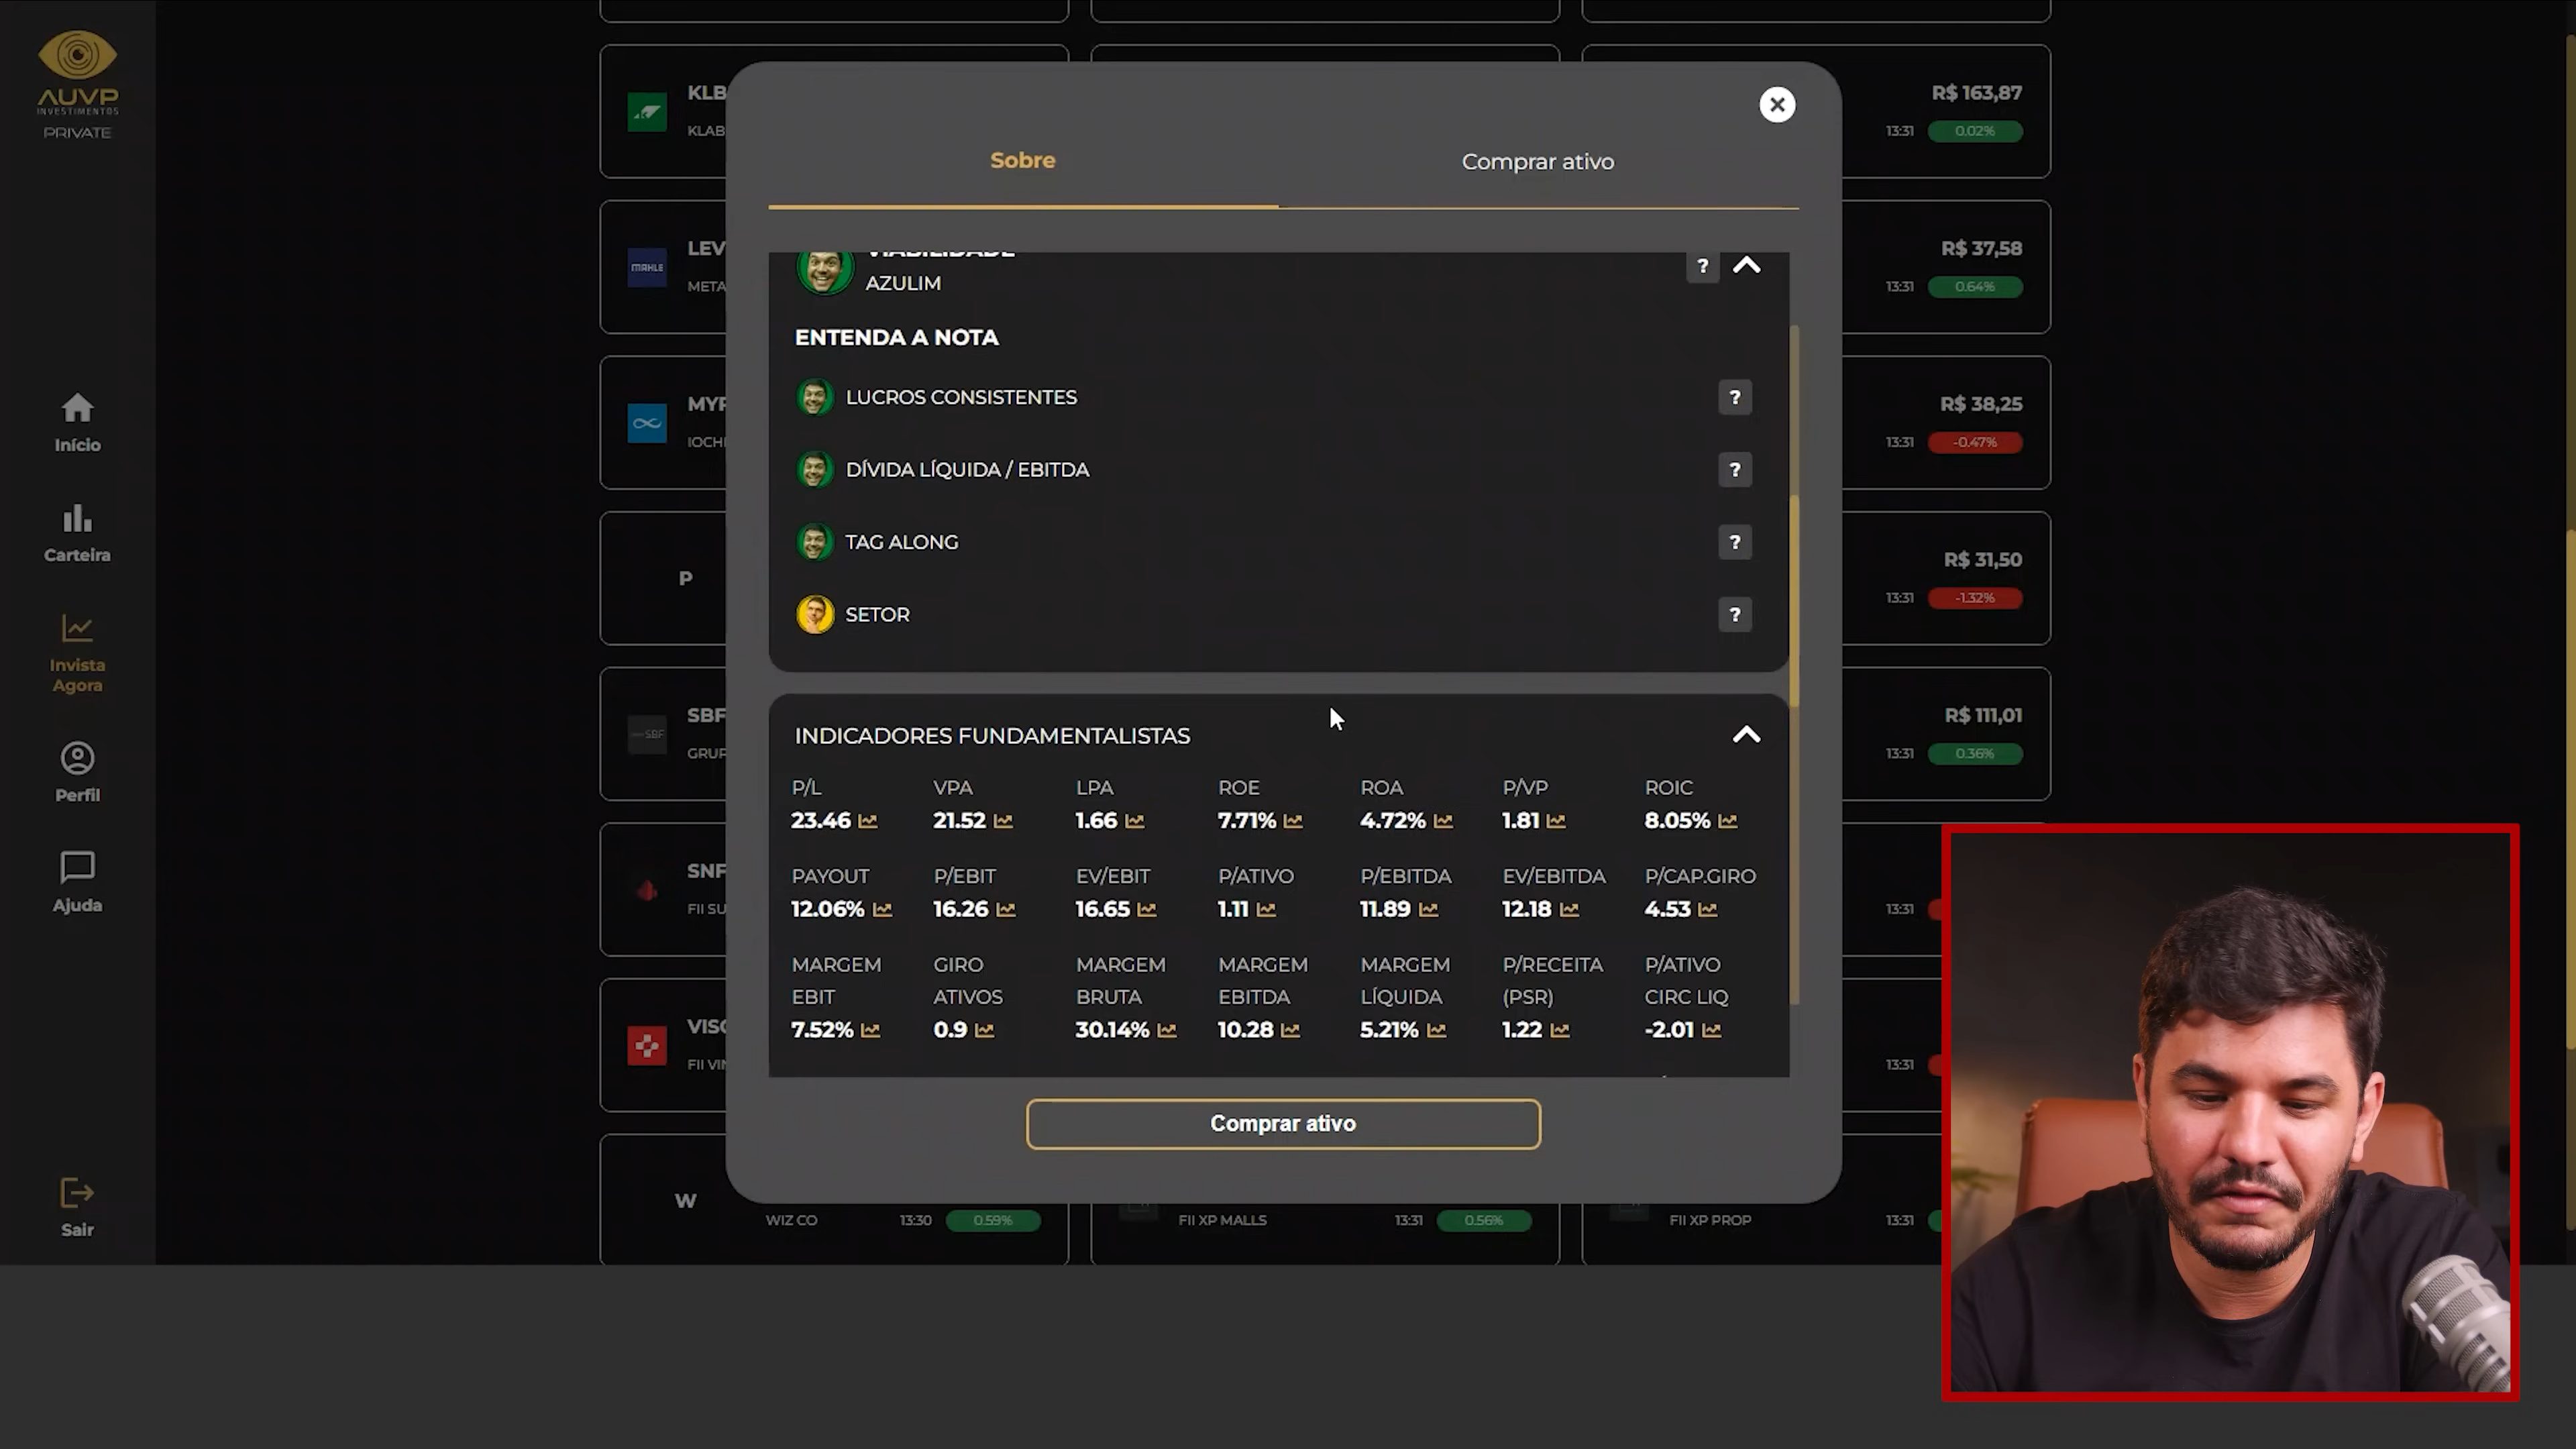 AUVP
INVESTIMENTOS
PRIVATE
Início
Carteira
Invista
Agora
Perfil
Ajuda
Sair
KLB
KLAB
LEV
MAHLE
META
MYP
IOCH
P
SBF
SBF
GRUP
SNF
FII SU
VISC
FII VIN
W
WIZ CO
13:30
0.59%
FII XP MALLS
13:31
0.56%
FII XP PROP
13:31
R$ 163,87
13:31
0.02%
R$ 37,58
13:31
0.64%
R$ 38,25
13:31
-0.47%
R$ 31,50
13:31
-1.32%
R$ 111,01
13:31
0.36%
13:31
13:31
Sobre
Comprar ativo
VIABILIDADE
AZULIM
?
ENTENDA A NOTA
LUCROS CONSISTENTES
?
DÍVIDA LÍQUIDA / EBITDA
?
TAG ALONG
?
SETOR
?
INDICADORES FUNDAMENTALISTAS
P/L VPA LPA ROE ROA P/VP ROIC
23.46 21.52 1.66 7.71% 4.72% 1.81 8.05%
PAYOUT P/EBIT EV/EBIT P/ATIVO P/EBITDA EV/EBITDA P/CAP.GIRO
12.06% 16.26 16.65 1.11 11.89 12.18 4.53
MARGEM GIRO MARGEM MARGEM MARGEM P/RECEITA P/ATIVO
EBIT ATIVOS BRUTA EBITDA LÍQUIDA (PSR) CIRC LIQ
7.52% 0.9 30.14% 10.28 5.21% 1.22 -2.01
Comprar ativo